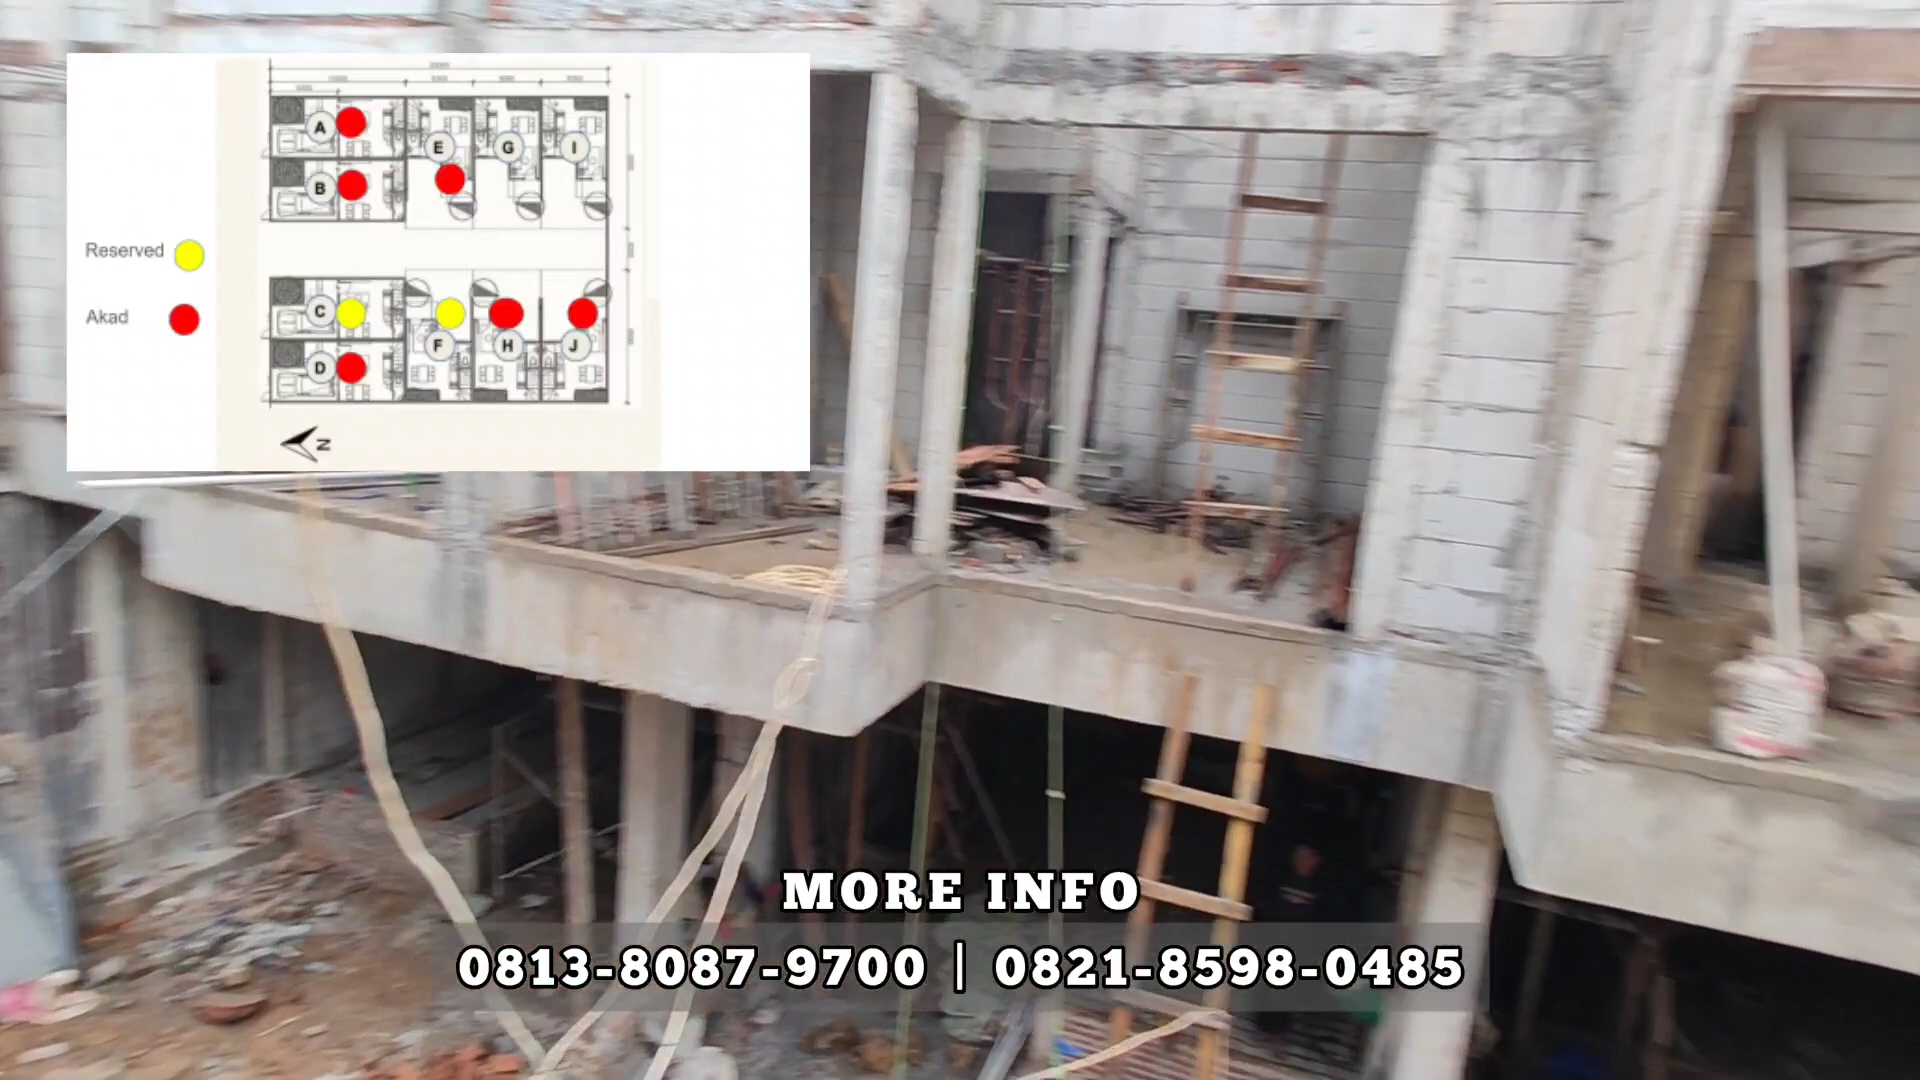 A
B
E
G
I
Reserved
Akad
C
D
F
H
J
N
MORE INFO
0813-8087-9700 | 0821-8598-0485